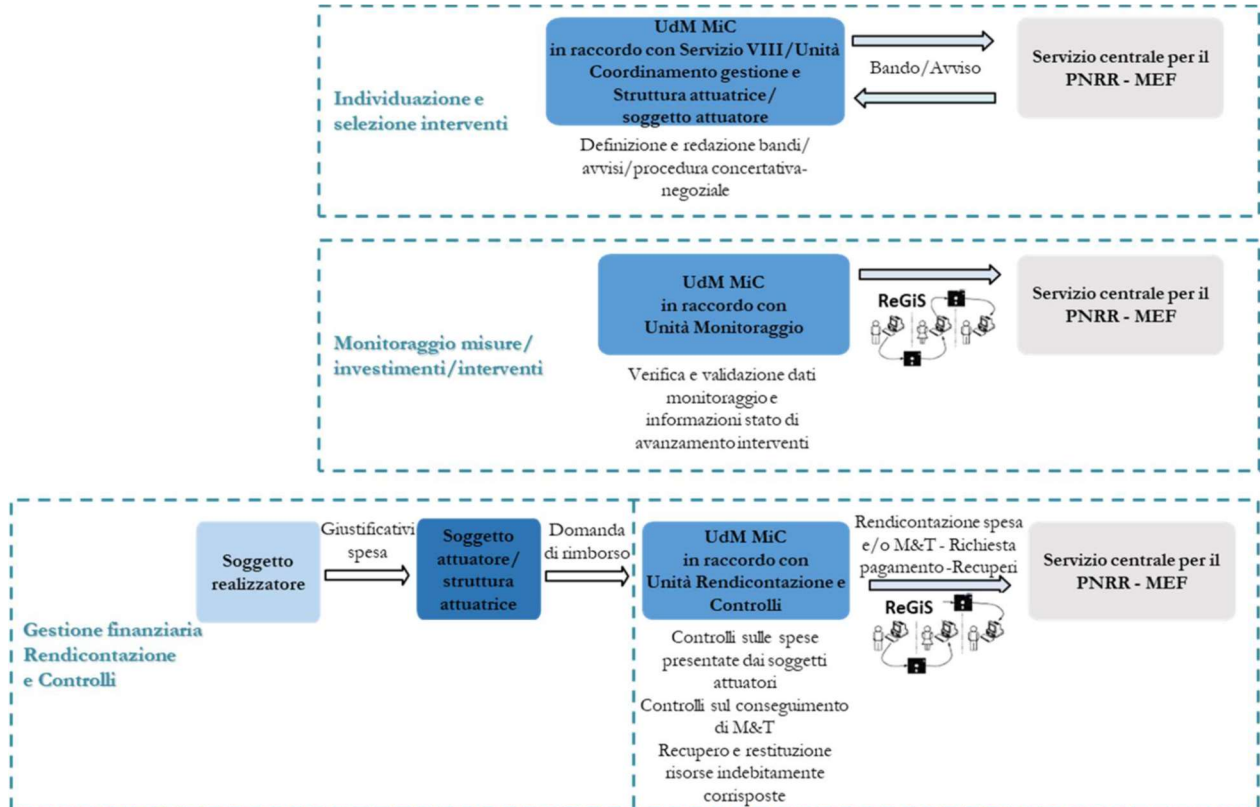 Individuazione e
selezione interventi
UdM MiC
in raccordo con Servizio VIII/Unità
Coordinamento gestione e
Struttura attuatrice/
soggetto attuatore
Definizione e redazione bandi/
avvisi/procedura concertativa-
negoziale
Bando/Avviso
Servizio centrale per il
PNRR - MEF
Monitoraggio misure/
investimenti/interventi
UdM MiC
in raccordo con
Unità Monitoraggio
Verifica e validazione dati
monitoraggio e
informazioni stato di
avanzamento interventi
ReGiS
Servizio centrale per il
PNRR - MEF
Gestione finanziaria
Rendicontazione
e Controlli
Soggetto
realizzatore
Giustificativi
spesa
Soggetto
attuatore/
struttura
attuatrice
Domanda
di rimborso
UdM MiC
in raccordo con
Unità Rendicontazione e
Controlli
Controlli sulle spese
presentate dai soggetti
attuatori
Controlli sul conseguimento
di M&T
Recupero e restituzione
risorse indebitamente
corrisposte
Rendicontazione spesa
e/o M&T - Richiesta
pagamento -Recuperi
ReGiS
Servizio centrale per il
PNRR - MEF